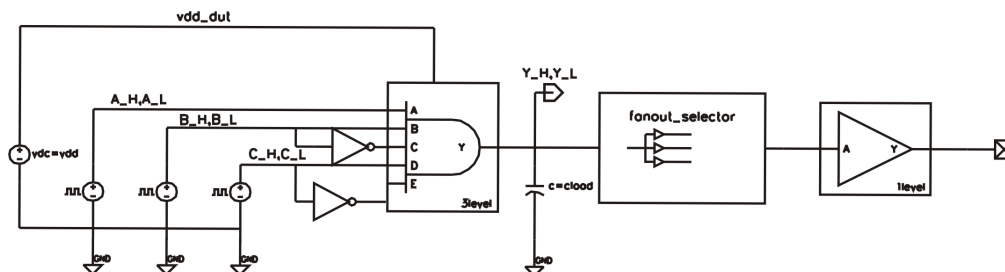 vdd_dut
Y_H,Y_L
A_H,A_L
A
fanout_selector
B_H,B_L
B
C
Y
A
Y
vdc=vdd
C_H,C_L
D
E
c=cload
1level
3level
GND
GND
GND
GND